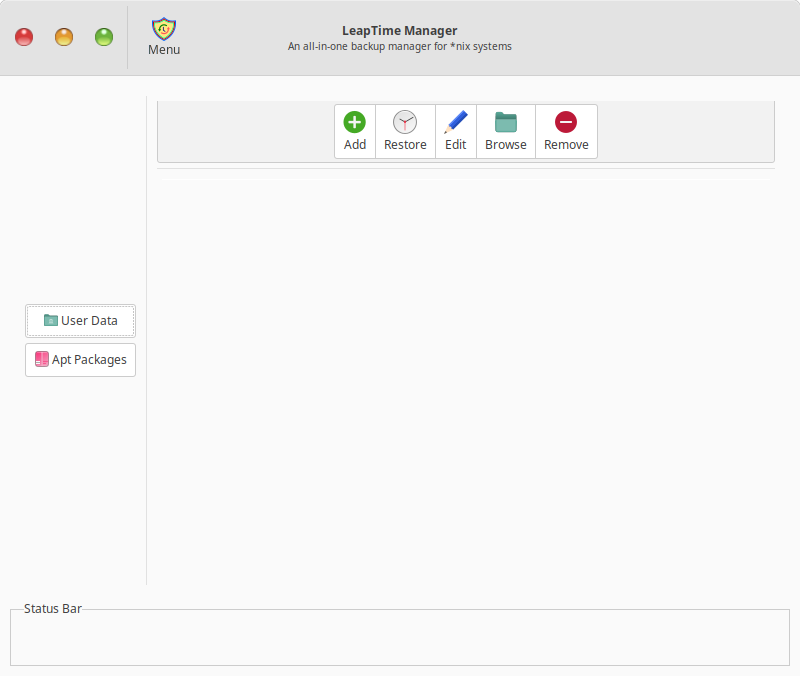 LeapTime Manager
An all-in-one backup manager for *nix systems
Menu
Add
Restore
Edit
Browse
Remove
User Data
Apt Packages
Status Bar